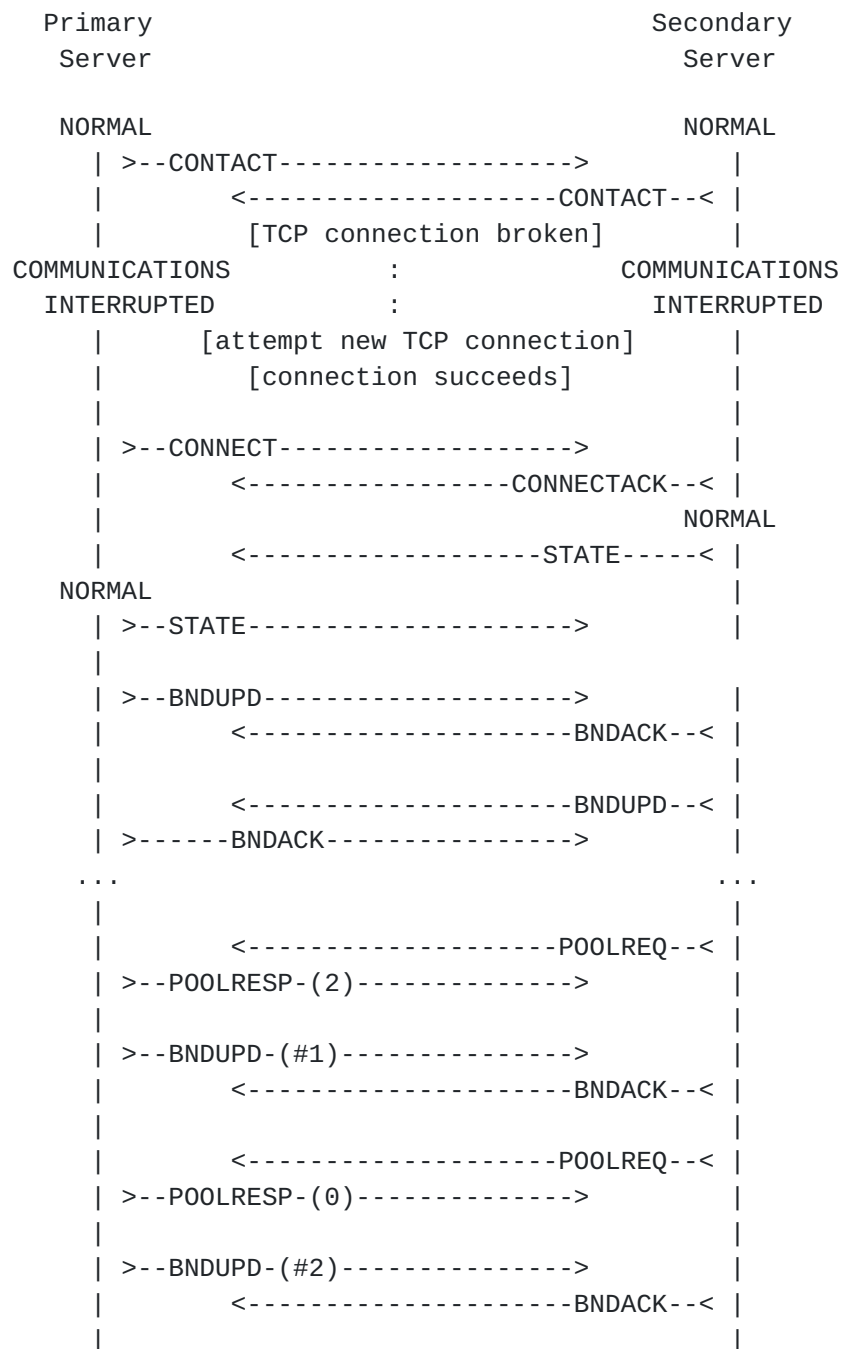 Primary                                Secondary
   Server                                  Server

   NORMAL                                  NORMAL
     | >--CONTACT------------------->         |
     |        <--------------------CONTACT--< |
     |         [TCP connection broken]        |
COMMUNICATIONS          :              COMMUNICATIONS
  INTERRUPTED           :                INTERRUPTED
     |      [attempt new TCP connection]      |
     |         [connection succeeds]          |
     |                                        |
     | >--CONNECT------------------->         |
     |        <-----------------CONNECTACK--< |
     |                                     NORMAL
     |        <-------------------STATE-----< |
   NORMAL                                     |
     | >--STATE--------------------->         |
     |
     | >--BNDUPD-------------------->         |
     |        <---------------------BNDACK--< |
     |                                        |
     |        <---------------------BNDUPD--< |
     | >------BNDACK---------------->         |
    ...                                      ...
     |                                        |
     |        <--------------------POOLREQ--< |
     | >--POOLRESP-(2)-------------->         |
     |                                        |
     | >--BNDUPD-(#1)--------------->         |
     |        <---------------------BNDACK--< |
     |                                        |
     |        <--------------------POOLREQ--< |
     | >--POOLRESP-(0)-------------->         |
     |                                        |
     | >--BNDUPD-(#2)--------------->         |
     |        <---------------------BNDACK--< |
     |                                        |